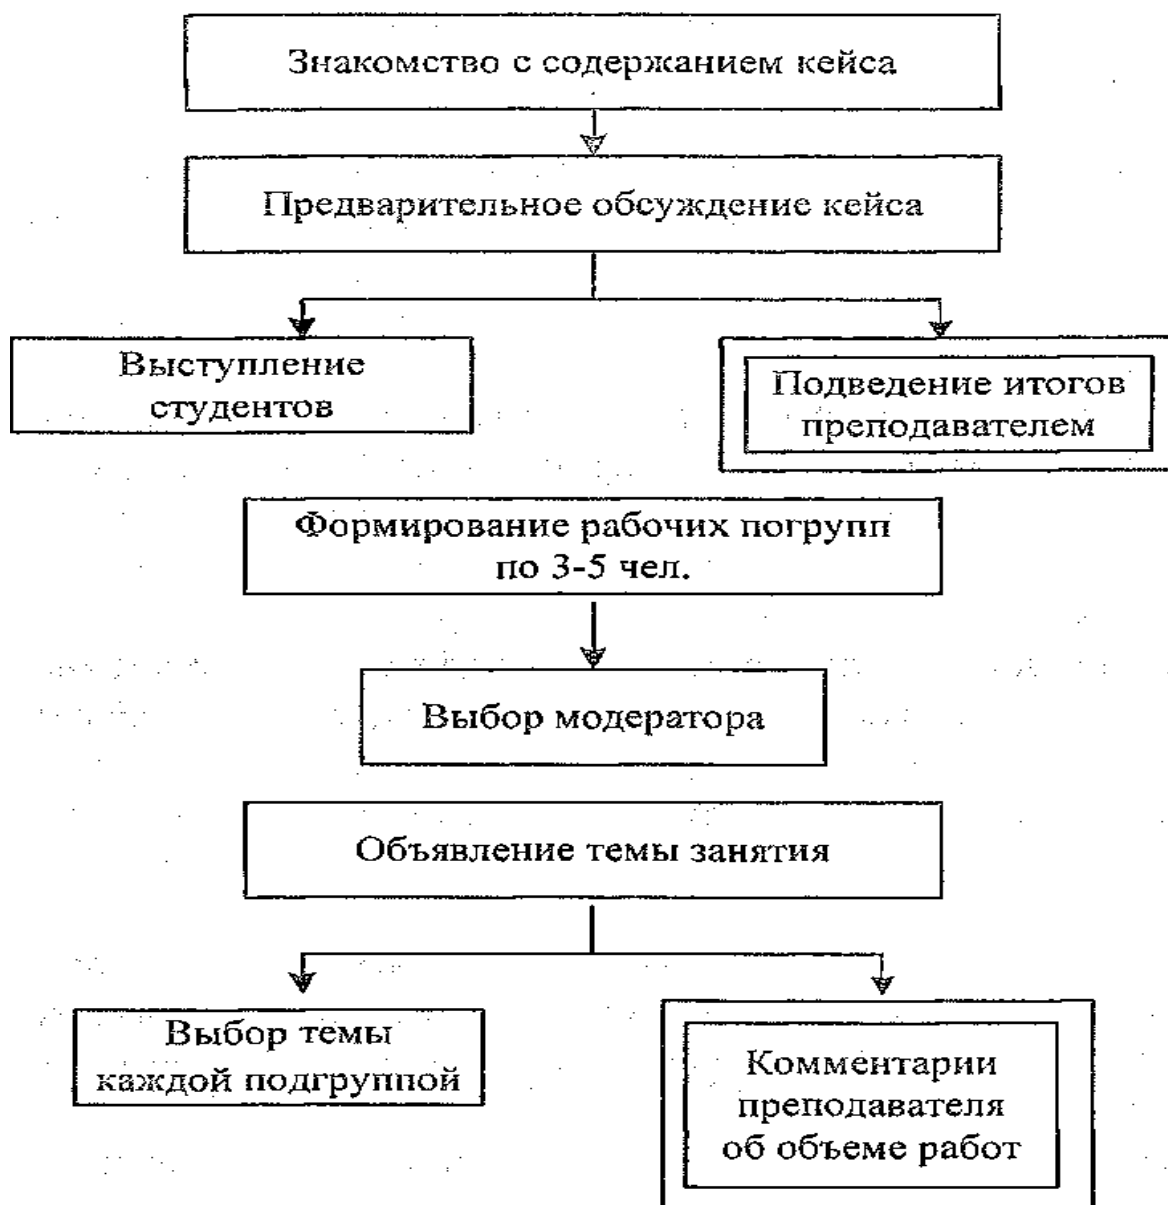 Знакомство с содержанием кейса
Предварительное обсуждение кейса
Выступление
студентов
Подведение итогов
преподавателем
Формирование рабочих погрупп
по 3-5 чел.
Выбор модератора
Объявление темы занятия
Выбор темы
каждой подгруппой
Комментарии
преподавателя
об объеме работ